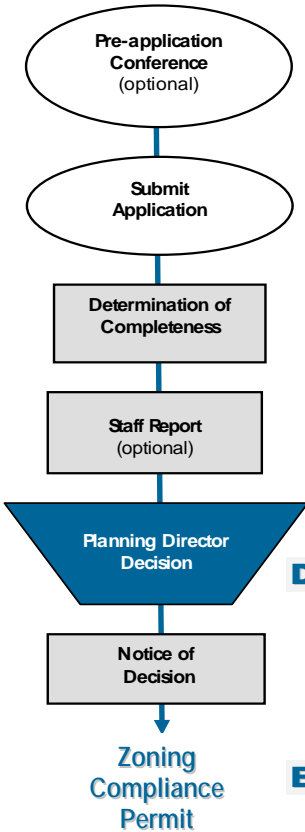 Pre-application
Conference
(optional)
Submit
Application
Determination of
Completeness
Staff Report
(optional)
Planning Director
Decision
D
Notice of
Decision
Zoning
Compliance
Permit
E